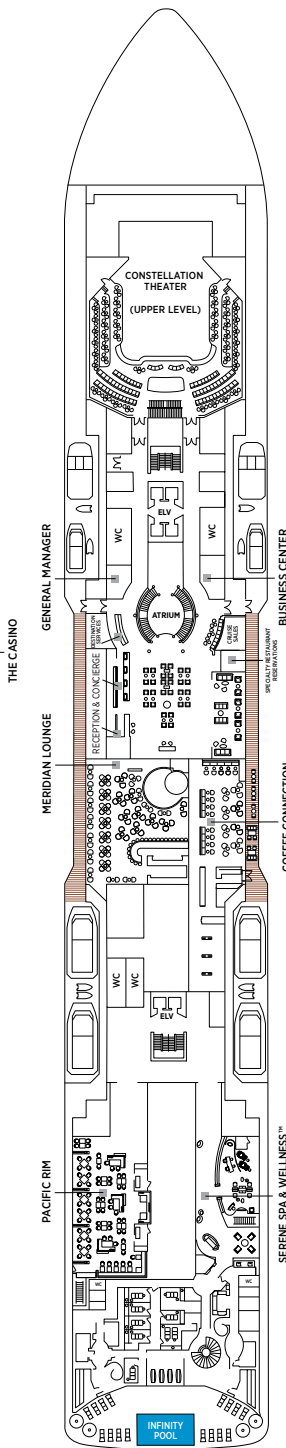 CONSTELLATION
THEATER
(UPPER LEVEL)
ELV
WC
WC
GENERAL MANAGER
BUSINESS CENTER
THE CASINO
ATRIUM
DESTINATION
SERVICES
CRUISE
SALES
SPECIALTY RESTAURANT
RESERVATIONS
RECEPTION & CONCIERGE
MERIDIAN LOUNGE
COFFEE CONNECTION
WC
WC
ELV
PACIFIC RIM
SERENE SPA & WELLNESS™
WC
WC
INFINITY
POOL